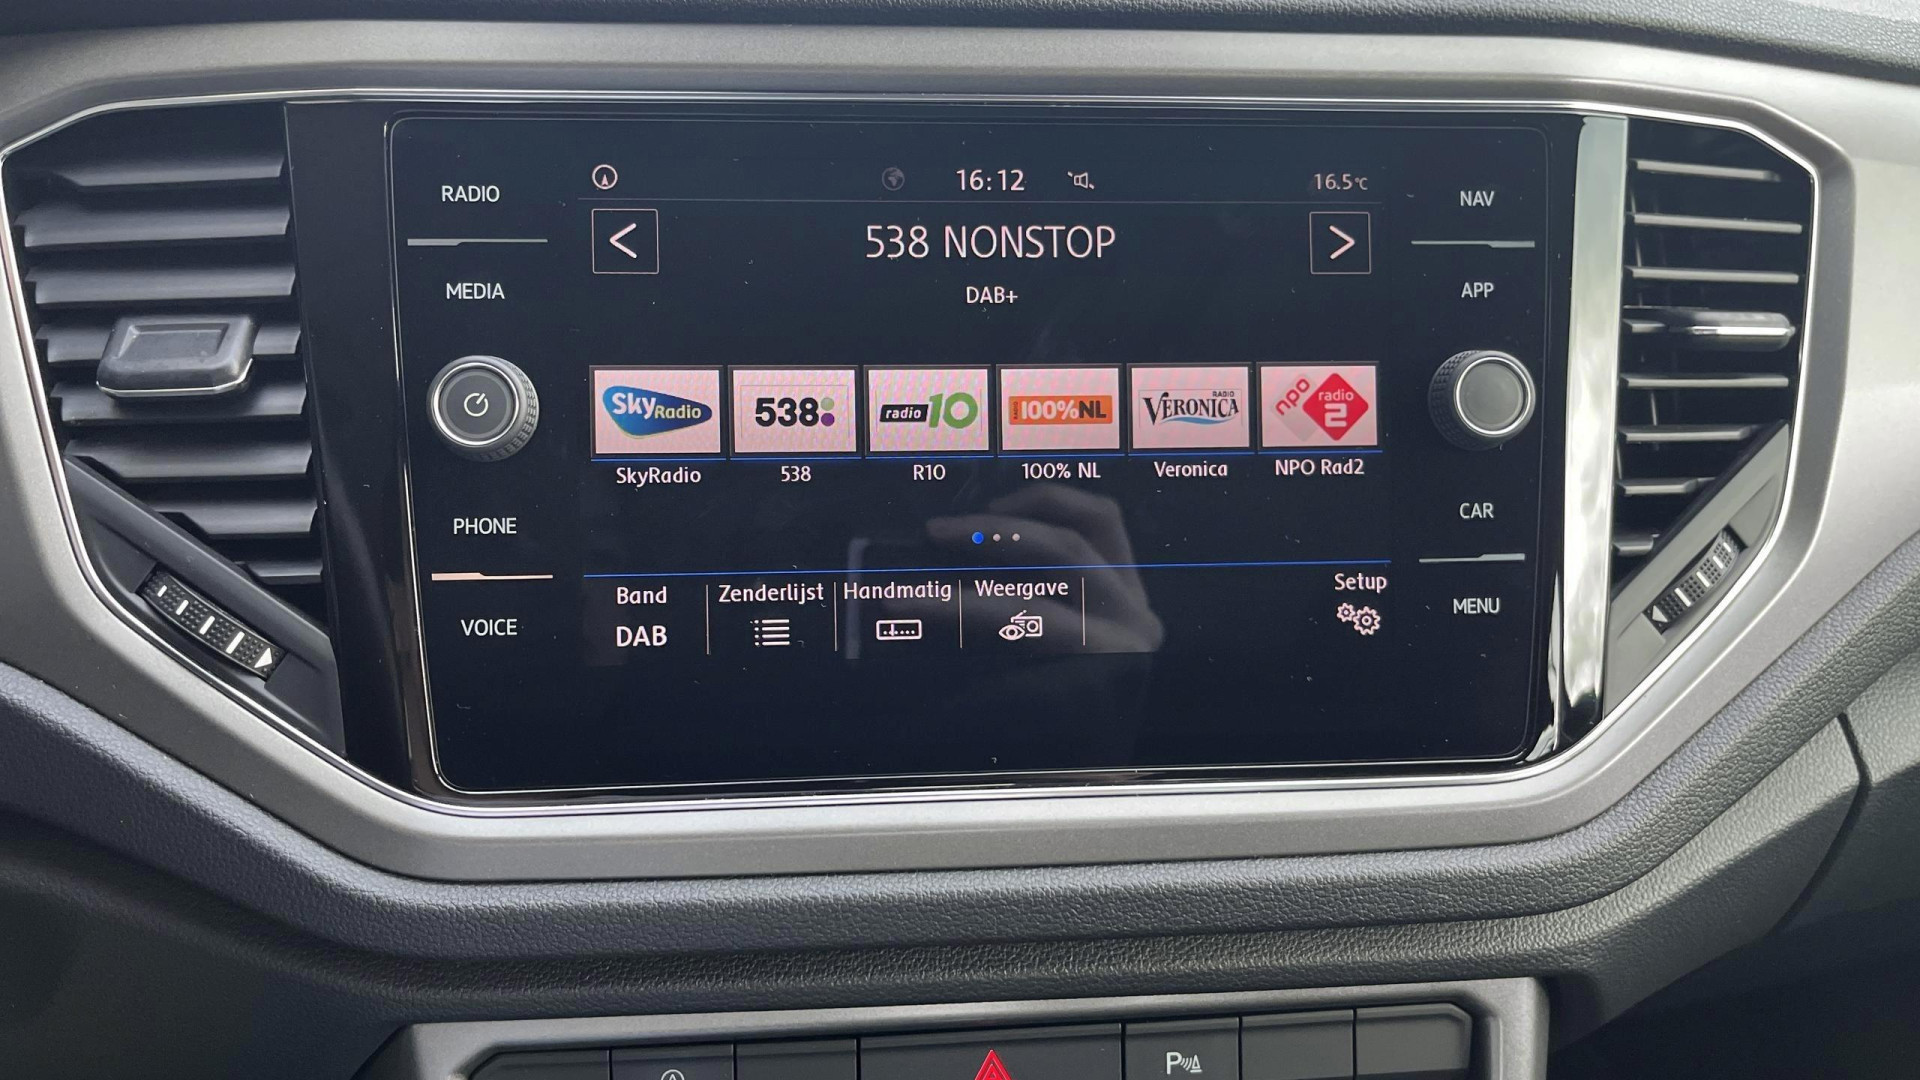 RADIO
MEDIA
PHONE
VOICE
16:12
16.5°C
538 NONSTOP
DAB+
Sky Radio
538
radio 10
RADIO 100% NL
RADIO VERONICA
npo radio 2
SkyRadio
538
R10
100% NL
Veronica
NPO Rad2
Band
DAB
Zenderlijst
Handmatig
Weergave
Setup
NAV
APP
CAR
MENU
A
P